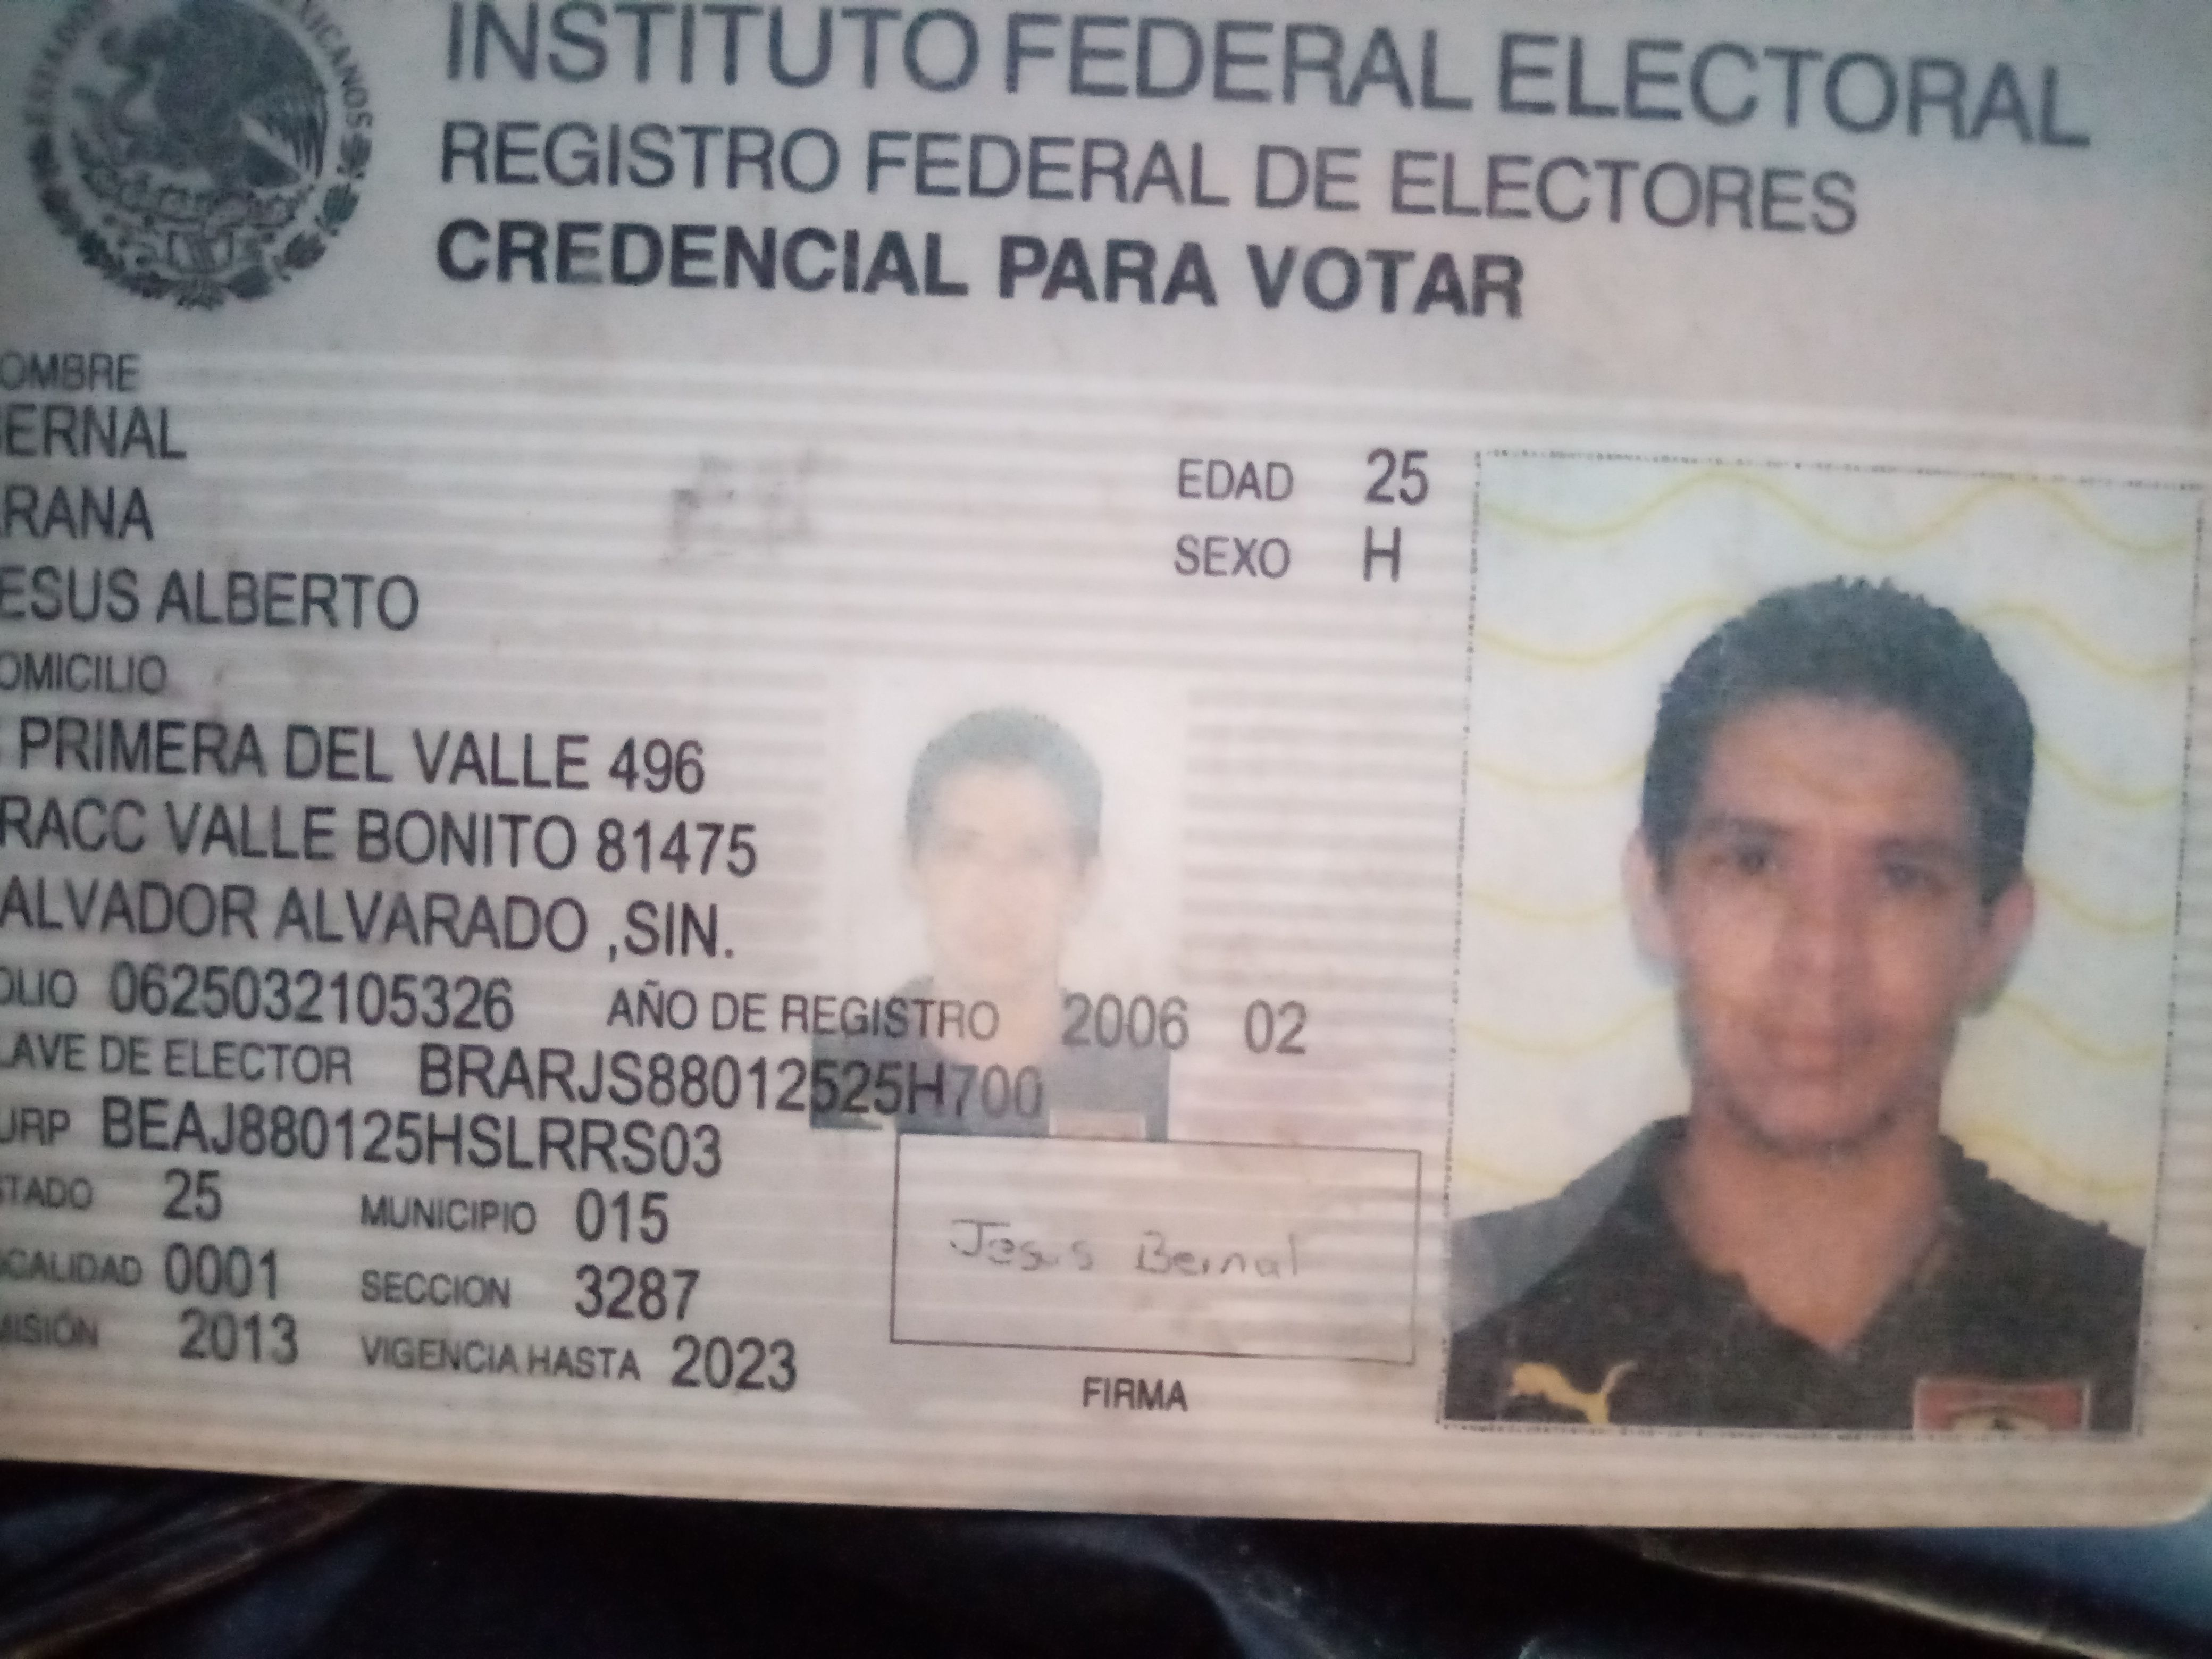 ESTADOS UNIDOS MEXICANOS
INSTITUTO FEDERAL ELECTORAL
REGISTRO FEDERAL DE ELECTORES
CREDENCIAL PARA VOTAR
OMBRE
ERNAL
EDAD 25
RANA
SEXO H
ESUS ALBERTO
OMICILIO
PRIMERA DEL VALLE 496
RACC VALLE BONITO 81475
ALVADOR ALVARADO ,SIN.
OLIO 0625032105326 AÑO DE REGISTRO 2006 02
LAVE DE ELECTOR BRARJS88012525H700
URP BEAJ880125HSLRRS03
STADO 25 MUNICIPIO 015
OCALIDAD 0001 SECCION 3287
MISIÓN 2013 VIGENCIA HASTA 2023
Jesus Bernal
FIRMA